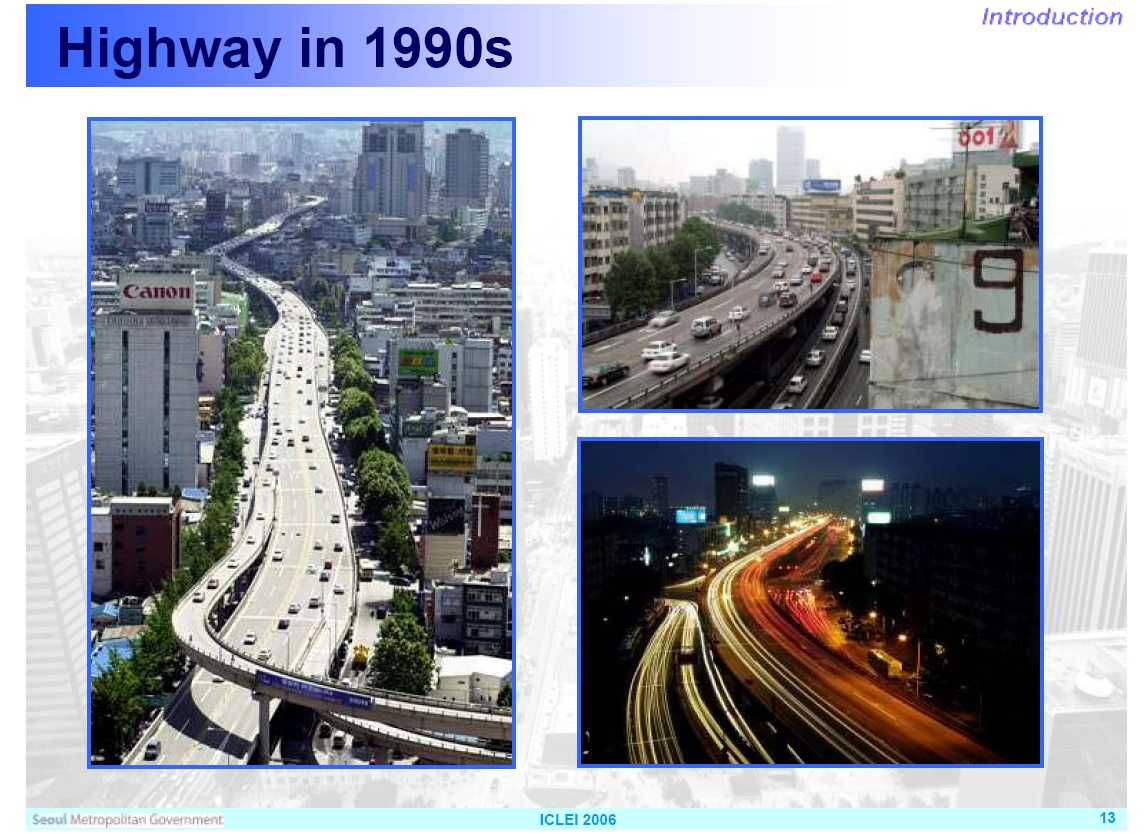 Introduction
Highway in 1990s
Canon
001
9
Seoul Metropolitan Government
ICLEI 2006
13